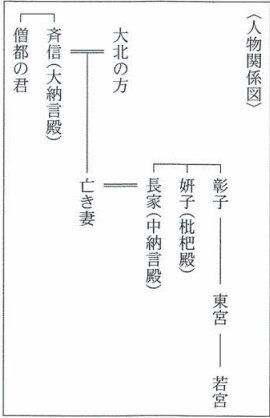 〈人物関係図〉
彰子
東宮
若宮
妍子(枇杷殿)
長家(中納言殿)
亡き妻
大北の方
斉信(大納言殿)
僧都の君